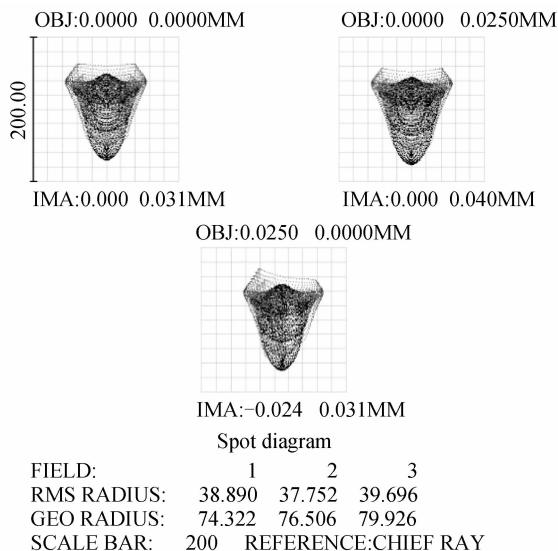 OBJ:0.0000 0.0000MM
OBJ:0.0000 0.0250MM
200.00
IMA:0.000 0.031MM
IMA:0.000 0.040MM
OBJ:0.0250 0.0000MM
IMA:−0.024 0.031MM
Spot diagram
FIELD: 1 2 3
RMS RADIUS: 38.890 37.752 39.696
GEO RADIUS: 74.322 76.506 79.926
SCALE BAR: 200 REFERENCE:CHIEF RAY